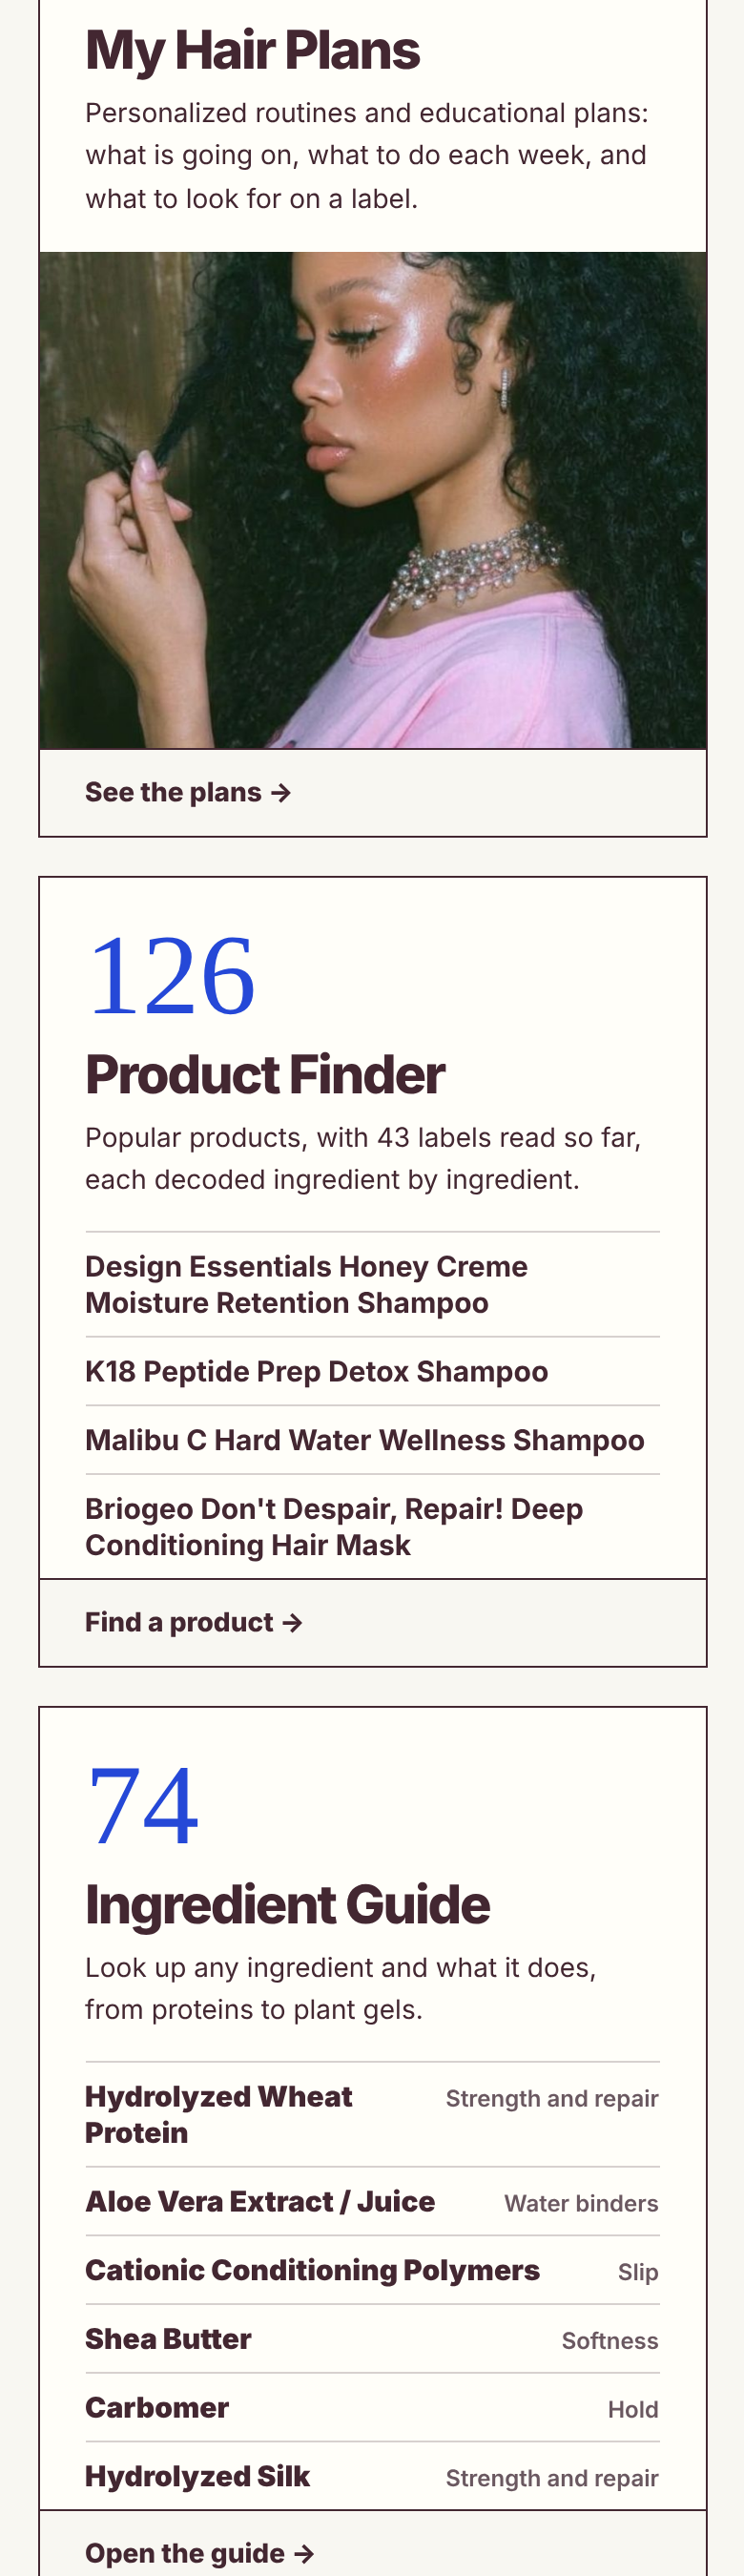 My Hair Plans
Personalized routines and educational plans:
what is going on, what to do each week, and
what to look for on a label.
See the plans →
126
Product Finder
Popular products, with 43 labels read so far,
each decoded ingredient by ingredient.
Design Essentials Honey Creme
Moisture Retention Shampoo
K18 Peptide Prep Detox Shampoo
Malibu C Hard Water Wellness Shampoo
Briogeo Don't Despair, Repair! Deep
Conditioning Hair Mask
Find a product →
74
Ingredient Guide
Look up any ingredient and what it does,
from proteins to plant gels.
Hydrolyzed Wheat Strength and repair
Protein
Aloe Vera Extract / Juice Water binders
Cationic Conditioning Polymers Slip
Shea Butter Softness
Carbomer Hold
Hydrolyzed Silk Strength and repair
Open the guide →